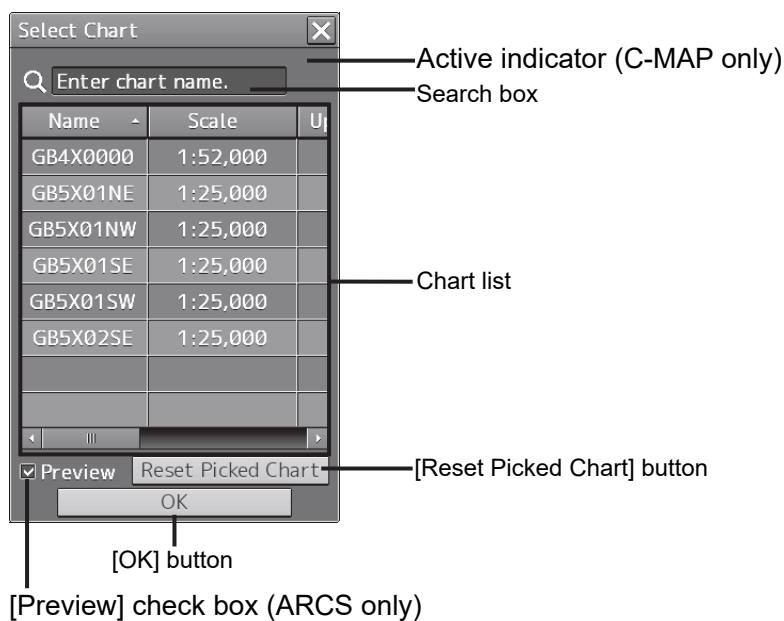 Select Chart
Active indicator (C-MAP only)
Enter chart name.
Search box
Name Scale
GB4X0000 1:52,000
GB5X01NE 1:25,000
GB5X01NW 1:25,000
GB5X01SE 1:25,000
Chart list
GB5X01SW 1:25,000
GB5X02SE 1:25,000
Preview Reset Picked Chart
[Reset Picked Chart] button
OK
[OK] button
[Preview] check box (ARCS only)